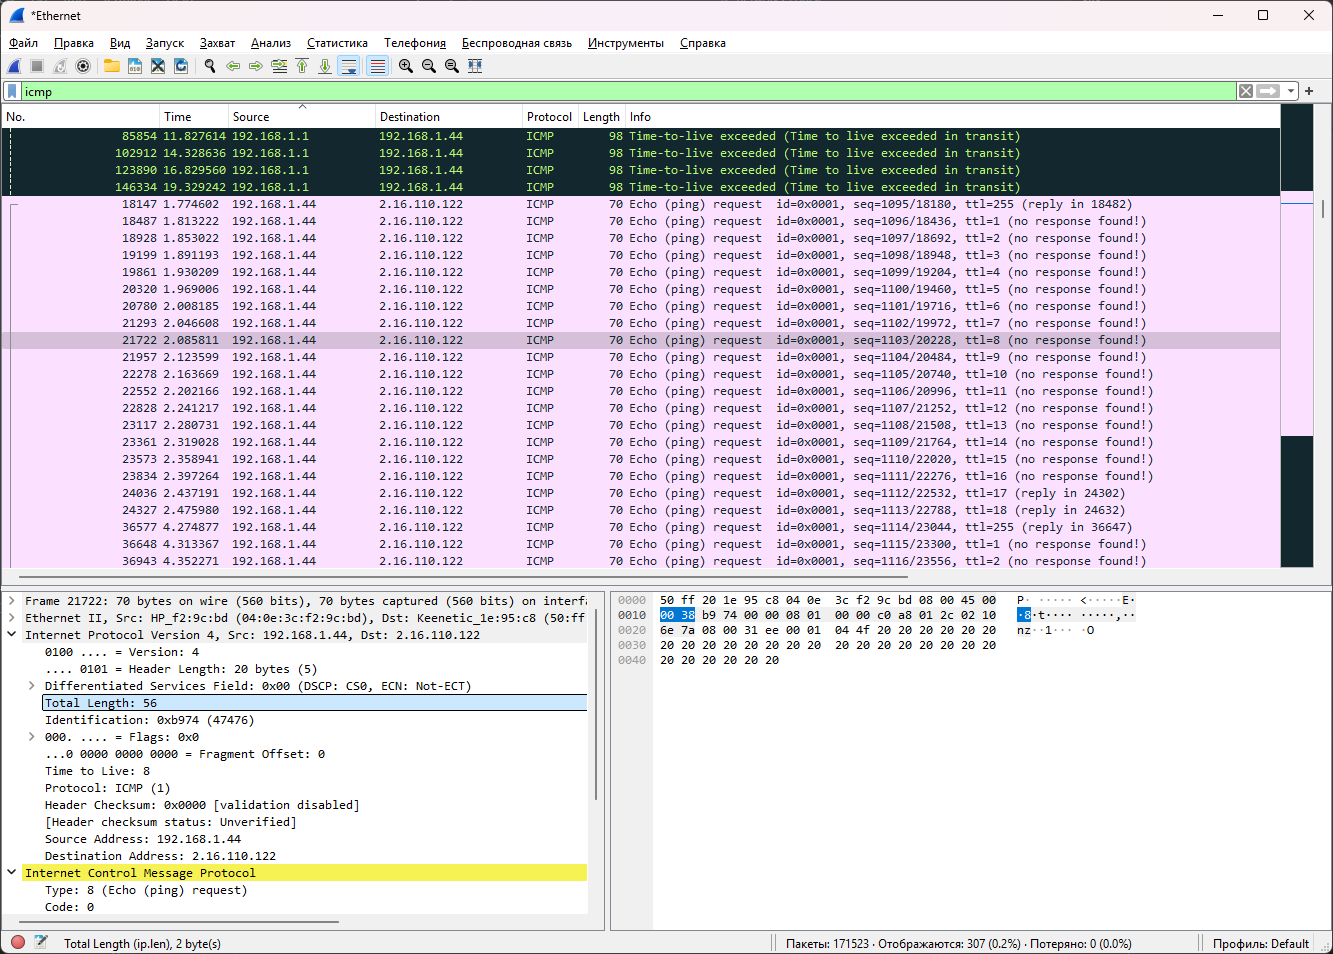 *Ethernet
Файл Правка Вид Запуск Захват Анализ Статистика Телефония Беспроводная связь Инструменты Справка
icmp
No. Time Source Destination Protocol Length Info
85854 11.827614 192.168.1.1 192.168.1.44 ICMP 98 Time-to-live exceeded (Time to live exceeded in transit)
102912 14.328636 192.168.1.1 192.168.1.44 ICMP 98 Time-to-live exceeded (Time to live exceeded in transit)
123890 16.829560 192.168.1.1 192.168.1.44 ICMP 98 Time-to-live exceeded (Time to live exceeded in transit)
146334 19.329242 192.168.1.1 192.168.1.44 ICMP 98 Time-to-live exceeded (Time to live exceeded in transit)
18147 1.774602 192.168.1.44 2.16.110.122 ICMP 70 Echo (ping) request id=0x0001, seq=1095/18180, ttl=255 (reply in 18482)
18487 1.813222 192.168.1.44 2.16.110.122 ICMP 70 Echo (ping) request id=0x0001, seq=1096/18436, ttl=1 (no response found!)
18928 1.853022 192.168.1.44 2.16.110.122 ICMP 70 Echo (ping) request id=0x0001, seq=1097/18692, ttl=2 (no response found!)
19199 1.891193 192.168.1.44 2.16.110.122 ICMP 70 Echo (ping) request id=0x0001, seq=1098/18948, ttl=3 (no response found!)
19861 1.930209 192.168.1.44 2.16.110.122 ICMP 70 Echo (ping) request id=0x0001, seq=1099/19204, ttl=4 (no response found!)
20320 1.969006 192.168.1.44 2.16.110.122 ICMP 70 Echo (ping) request id=0x0001, seq=1100/19460, ttl=5 (no response found!)
20780 2.008185 192.168.1.44 2.16.110.122 ICMP 70 Echo (ping) request id=0x0001, seq=1101/19716, ttl=6 (no response found!)
21293 2.046608 192.168.1.44 2.16.110.122 ICMP 70 Echo (ping) request id=0x0001, seq=1102/19972, ttl=7 (no response found!)
21722 2.085811 192.168.1.44 2.16.110.122 ICMP 70 Echo (ping) request id=0x0001, seq=1103/20228, ttl=8 (no response found!)
21957 2.123599 192.168.1.44 2.16.110.122 ICMP 70 Echo (ping) request id=0x0001, seq=1104/20484, ttl=9 (no response found!)
22278 2.163669 192.168.1.44 2.16.110.122 ICMP 70 Echo (ping) request id=0x0001, seq=1105/20740, ttl=10 (no response found!)
22552 2.202166 192.168.1.44 2.16.110.122 ICMP 70 Echo (ping) request id=0x0001, seq=1106/20996, ttl=11 (no response found!)
22828 2.241217 192.168.1.44 2.16.110.122 ICMP 70 Echo (ping) request id=0x0001, seq=1107/21252, ttl=12 (no response found!)
23117 2.280731 192.168.1.44 2.16.110.122 ICMP 70 Echo (ping) request id=0x0001, seq=1108/21508, ttl=13 (no response found!)
23361 2.319028 192.168.1.44 2.16.110.122 ICMP 70 Echo (ping) request id=0x0001, seq=1109/21764, ttl=14 (no response found!)
23573 2.358941 192.168.1.44 2.16.110.122 ICMP 70 Echo (ping) request id=0x0001, seq=1110/22020, ttl=15 (no response found!)
23834 2.397264 192.168.1.44 2.16.110.122 ICMP 70 Echo (ping) request id=0x0001, seq=1111/22276, ttl=16 (no response found!)
24036 2.437191 192.168.1.44 2.16.110.122 ICMP 70 Echo (ping) request id=0x0001, seq=1112/22532, ttl=17 (reply in 24302)
24327 2.475980 192.168.1.44 2.16.110.122 ICMP 70 Echo (ping) request id=0x0001, seq=1113/22788, ttl=18 (reply in 24632)
36577 4.274877 192.168.1.44 2.16.110.122 ICMP 70 Echo (ping) request id=0x0001, seq=1114/23044, ttl=255 (reply in 36647)
36648 4.313367 192.168.1.44 2.16.110.122 ICMP 70 Echo (ping) request id=0x0001, seq=1115/23300, ttl=1 (no response found!)
36943 4.352271 192.168.1.44 2.16.110.122 ICMP 70 Echo (ping) request id=0x0001, seq=1116/23556, ttl=2 (no response found!)
Frame 21722: 70 bytes on wire (560 bits), 70 bytes captured (560 bits) on interfa
Ethernet II, Src: HP_f2:9c:bd (04:0e:3c:f2:9c:bd), Dst: Keenetic_1e:95:c8 (50:ff
Internet Protocol Version 4, Src: 192.168.1.44, Dst: 2.16.110.122
0100 .... = Version: 4
.... 0101 = Header Length: 20 bytes (5)
Differentiated Services Field: 0x00 (DSCP: CS0, ECN: Not-ECT)
Total Length: 56
Identification: 0xb974 (47476)
000. .... = Flags: 0x0
...0 0000 0000 0000 = Fragment Offset: 0
Time to Live: 8
Protocol: ICMP (1)
Header Checksum: 0x0000 [validation disabled]
[Header checksum status: Unverified]
Source Address: 192.168.1.44
Destination Address: 2.16.110.122
Internet Control Message Protocol
Type: 8 (Echo (ping) request)
Code: 0
0000 50 ff 20 1e 95 c8 04 0e 3c f2 9c bd 08 00 45 00 P· ····· <·····E·
0010 00 38 b9 74 00 00 08 01 00 00 c0 a8 01 2c 02 10 ·8·t···· ·····,··
0020 6e 7a 08 00 31 ee 00 01 04 4f 20 20 20 20 20 20 nz··1··· ·O
0030 20 20 20 20 20 20 20 20 20 20 20 20 20 20 20 20
0040 20 20 20 20 20 20
Total Length (ip.len), 2 byte(s)
Пакеты: 171523 · Отображаются: 307 (0.2%) · Потеряно: 0 (0.0%)
Профиль: Default